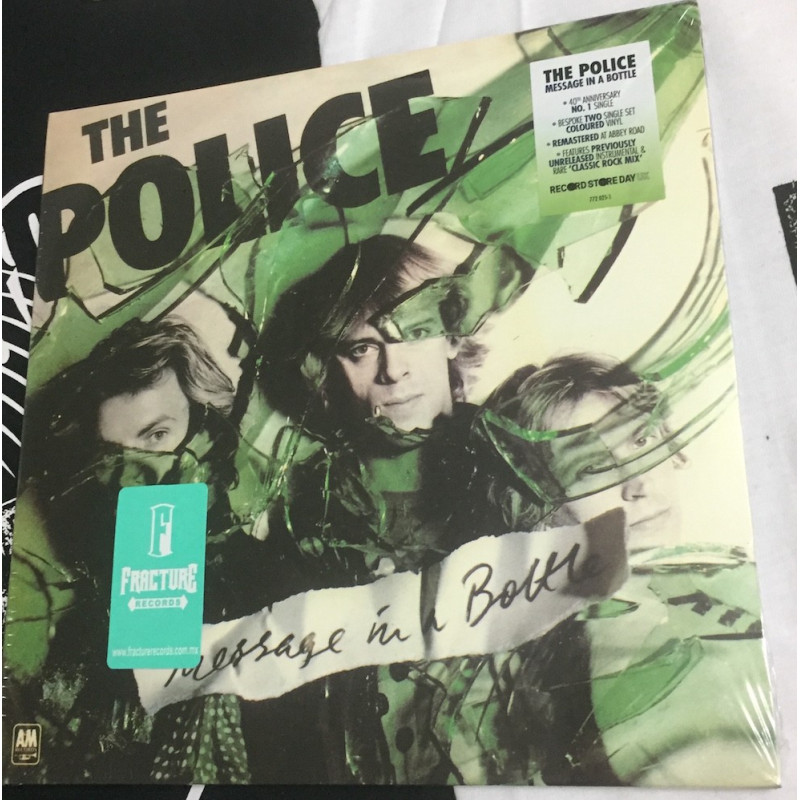 THE
POLICE
THE POLICE
MESSAGE IN A BOTTLE
• 40TH ANNIVERSARY
NO. 1 SINGLE
• BESPOKE TWO SINGLE SET
COLOURED VINYL
• REMASTERED AT ABBEY ROAD
• FEATURES PREVIOUSLY
UNRELEASED INSTRUMENTAL &
RARE 'CLASSIC ROCK MIX'
RECORD STORE DAY
F
FRACTURE
RECORDS
www.fracturerecords.com.mx
Message in a Bottle
A&M
RECORDS